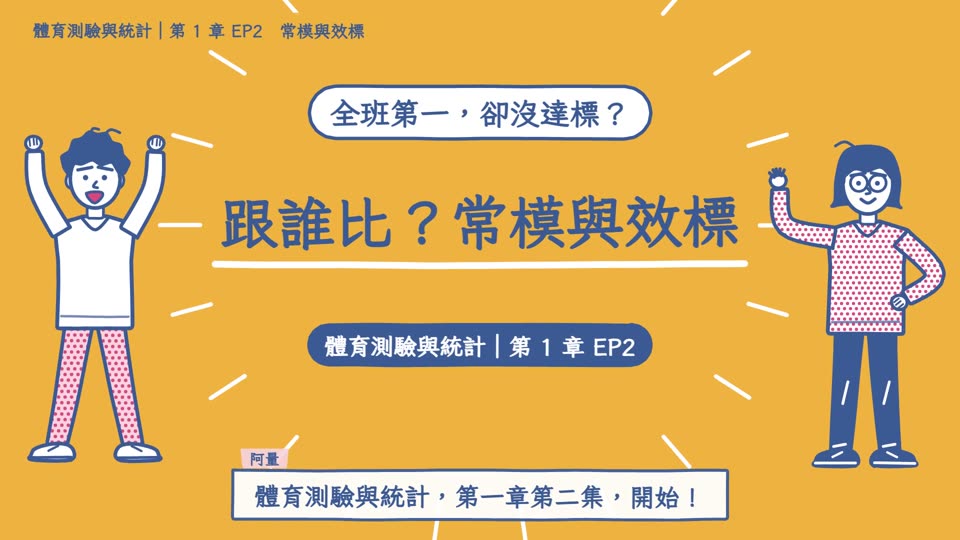 體育測驗與統計｜第 1 章 EP2　常模與效標
全班第一，卻沒達標？
跟誰比？常模與效標
體育測驗與統計｜第 1 章 EP2
阿量
體育測驗與統計，第一章第二集，開始！